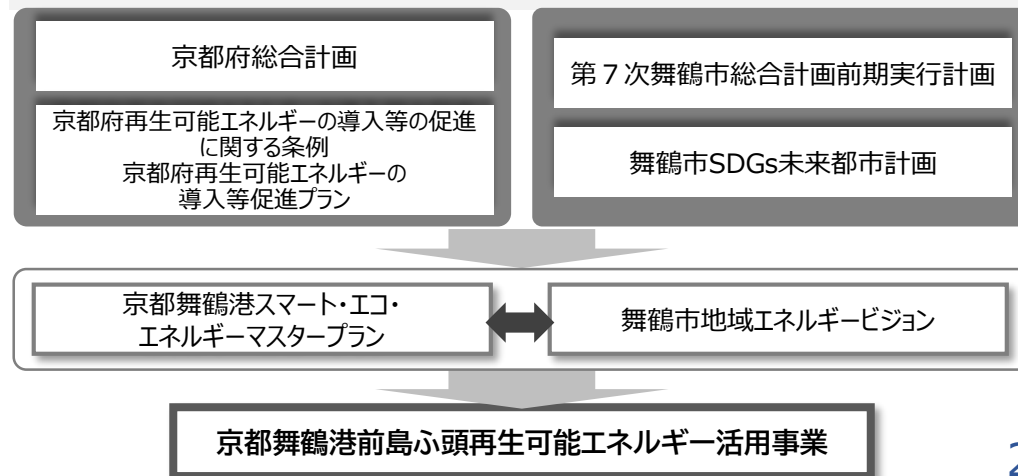 京都府総合計画
京都府再生可能エネルギーの導入等の促進
に関する条例
京都府再生可能エネルギーの
導入等促進プラン
第７次舞鶴市総合計画前期実行計画
舞鶴市SDGs未来都市計画
京都舞鶴港スマート・エコ・
エネルギーマスタープラン
舞鶴市地域エネルギービジョン
京都舞鶴港前島ふ頭再生可能エネルギー活用事業